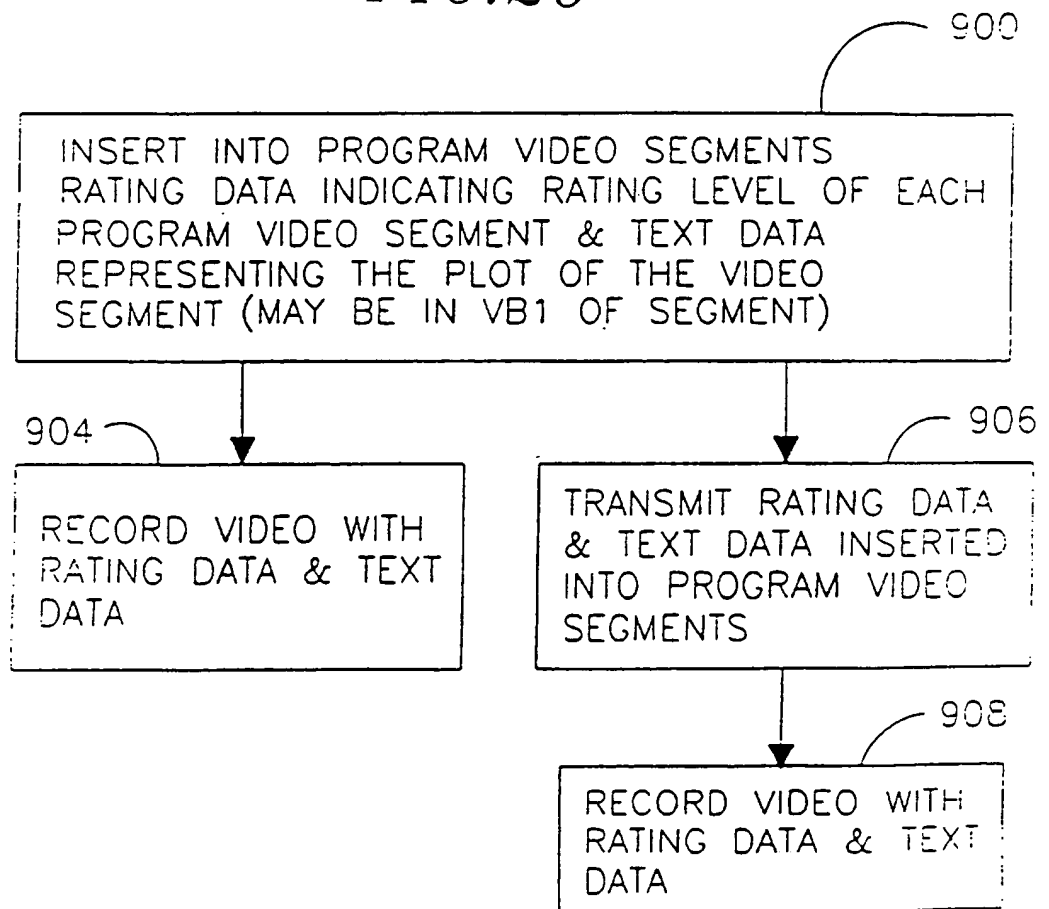 900
INSERT INTO PROGRAM VIDEO SEGMENTS
RATING DATA INDICATING RATING LEVEL OF EACH
PROGRAM VIDEO SEGMENT & TEXT DATA
REPRESENTING THE PLOT OF THE VIDEO
SEGMENT (MAY BE IN VB1 OF SEGMENT)
904
RECORD VIDEO WITH
RATING DATA & TEXT
DATA
906
TRANSMIT RATING DATA
& TEXT DATA INSERTED
INTO PROGRAM VIDEO
SEGMENTS
908
RECORD VIDEO WITH
RATING DATA & TEXT
DATA